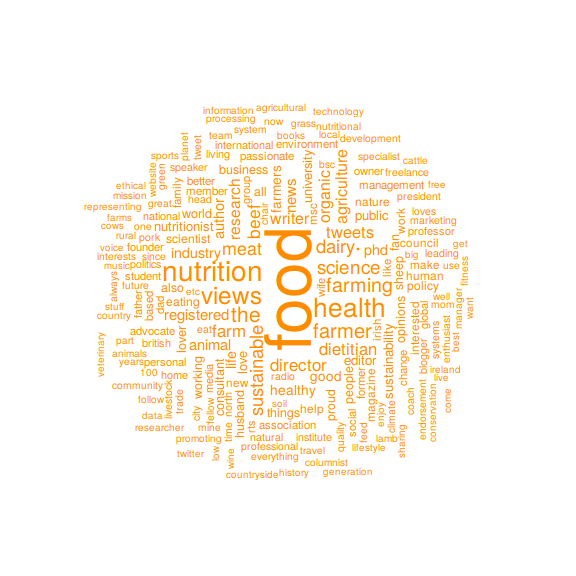 information
agricultural
technology
processing
now
grass
nutritional
planet
tweet
team
system
books
local
development
international
environment
sports
living
passionate
specialist
cattle
speaker
business
farmers
news
university
bsc
owner
freelance
green
website
family
better
group
all
organic
agriculture
management
free
ethical
mission
member
research
nature
president
representing
great
head
author
beef
chair
writer
msc
public
work
loves
marketing
farms
national
world
cows
one
nutritionist
tweets
fan
professor
voice
pork
founder
scientist
meat
food
dairy.
phd
council
big
leading
get
rural
interests
since
industry
science
like
sheep
make
use
music
politics
nutrition
wife
farming
human
fitness
always
student
also
policy
future
etc
views
health
stuff
father
based
dad
eating
country
registered
the
farmer
irish
opinions
interested
global
well
mom
manager
want
advocate
eat
farm
sustainable
dietitian
sustainability
blogger
systems
enthusiast
best
part
british
lover
animal
veterinary
animals
years
personal
life
love
director
editor
change
100
home
working
media
consultant
radio
good
people
former
ireland
live
community
livestock
new
healthy
magazine
endorsement
conservation
come
follow
trade
city
fellow
north
husband
soil
proud
social
climate
coach
data
things
help
enjoy
researcher
mine
time
rts
association
quality
feed
lamb
sharing
promoting
natural
institute
low
wine
professional
travel
lifestyle
twitter
everything
columnist
countryside
history
generation